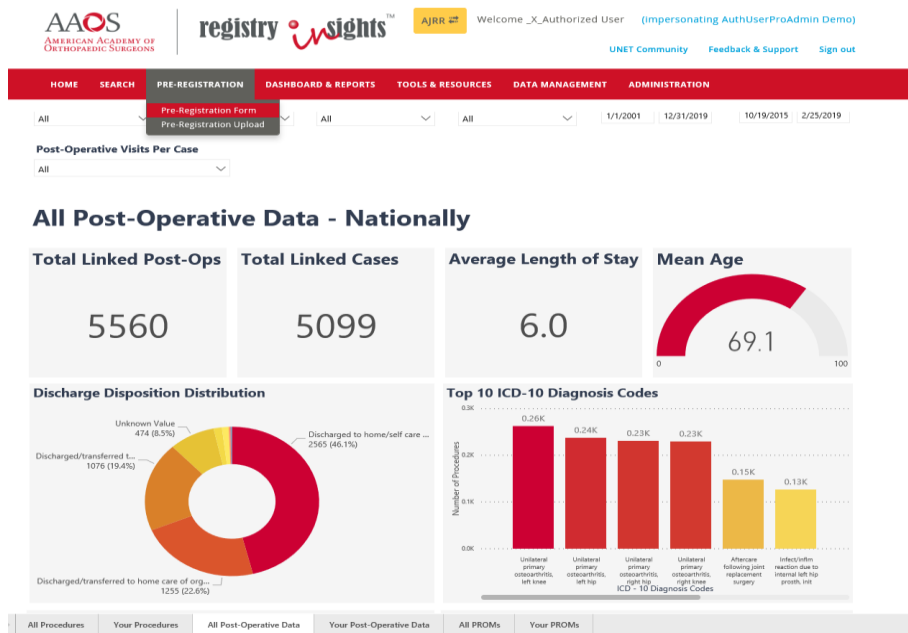 AAOS
AMERICAN ACADEMY OF
ORTHOPAEDIC SURGEONS
registry insights™
AJRR
Welcome _X_Authorized User (impersonating AuthUserProAdmin Demo)
UNET Community Feedback & Support Sign out
HOME SEARCH PRE-REGISTRATION DASHBOARD & REPORTS TOOLS & RESOURCES DATA MANAGEMENT ADMINISTRATION
Pre-Registration Form
Pre-Registration Upload
All All All 1/1/2001 12/31/2019 10/19/2015 2/25/2019
Post-Operative Visits Per Case
All
All Post-Operative Data - Nationally
Total Linked Post-Ops
5560
Total Linked Cases
5099
Average Length of Stay
6.0
Mean Age
69.1
0 100
Discharge Disposition Distribution
Unknown Value
474 (8.5%)
Discharged to home/self care ...
2565 (46.1%)
Discharged/transferred t...
1076 (19.4%)
Discharged/transferred to home care of org...
1255 (22.6%)
Top 10 ICD-10 Diagnosis Codes
Number of Procedures
0.3K
0.2K
0.1K
0.0K
0.26K
0.24K
0.23K
0.23K
0.15K
0.13K
Unilateral
primary
osteoarthritis,
left knee
Unilateral
primary
osteoarthritis,
left hip
Unilateral
primary
osteoarthritis,
right hip
Unilateral
primary
osteoarthritis,
right knee
Aftercare
following joint
replacement
surgery
Infect/inflm
reaction due to
internal left hip
prosth, init
ICD - 10 Diagnosis Codes
All Procedures Your Procedures All Post-Operative Data Your Post-Operative Data All PROMs Your PROMs